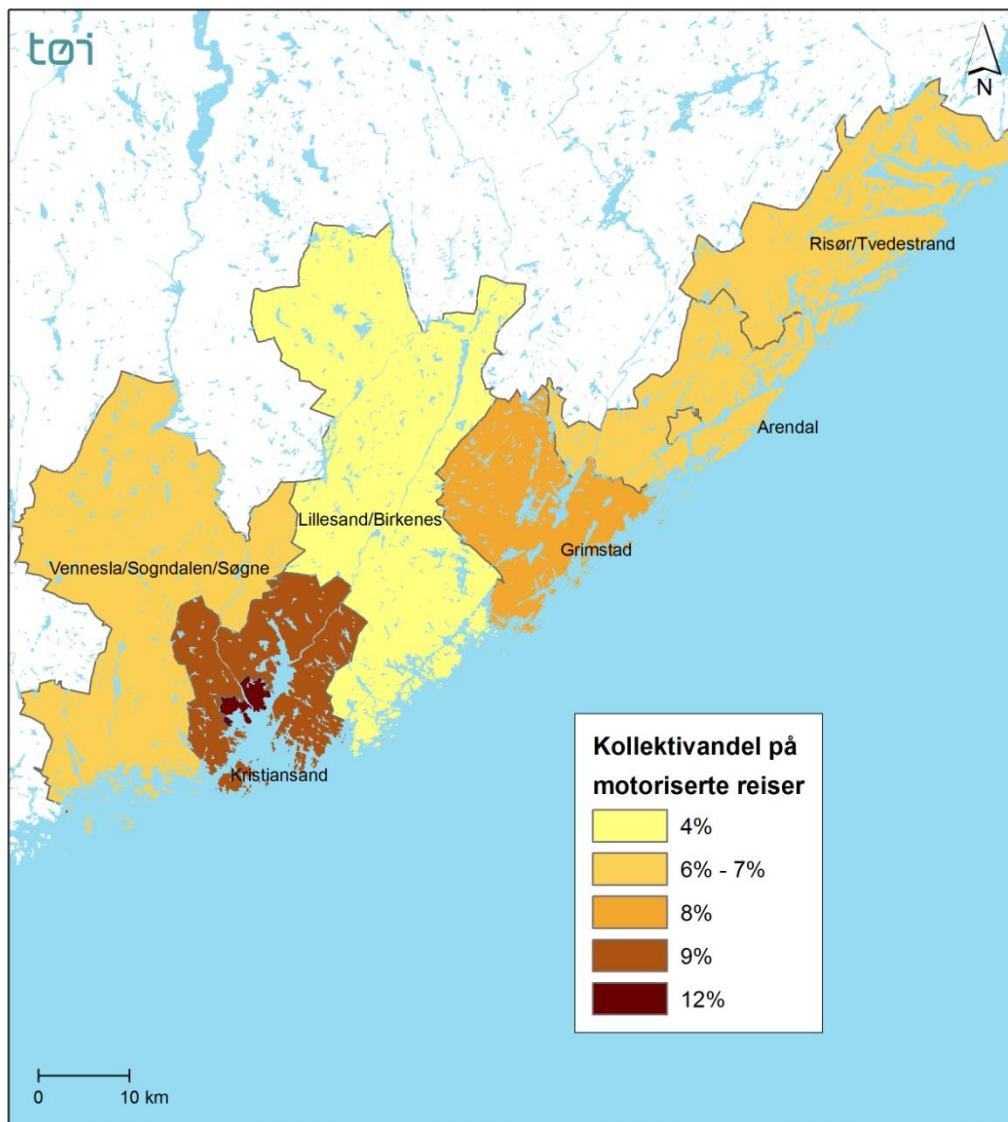 tøi
N
Risør/Tvedestrand
Arendal
Lillesand/Birkenes
Grimstad
Vennesla/Sogndalen/Søgne
Kristiansand
Kollektivandel på
motoriserte reiser
4%
6% - 7%
8%
9%
12%
0 10 km